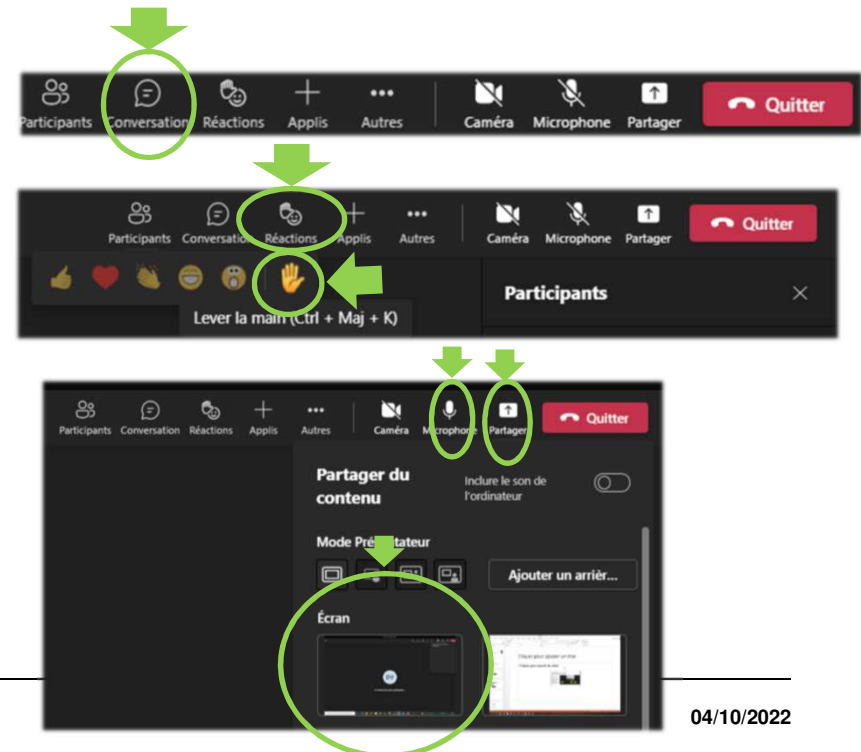 Participants Conversation Réactions Applis Autres Caméra Microphone Partager Quitter
Participants Conversation Réactions Applis Autres Caméra Microphone Partager Quitter
Participants
Lever la main (Ctrl + Maj + K)
Participants Conversation Réactions Applis Autres Caméra Microphone Partager Quitter
Partager du contenu
Inclure le son de l'ordinateur
Mode Présentateur
Ajouter un arrièr...
Écran
04/10/2022